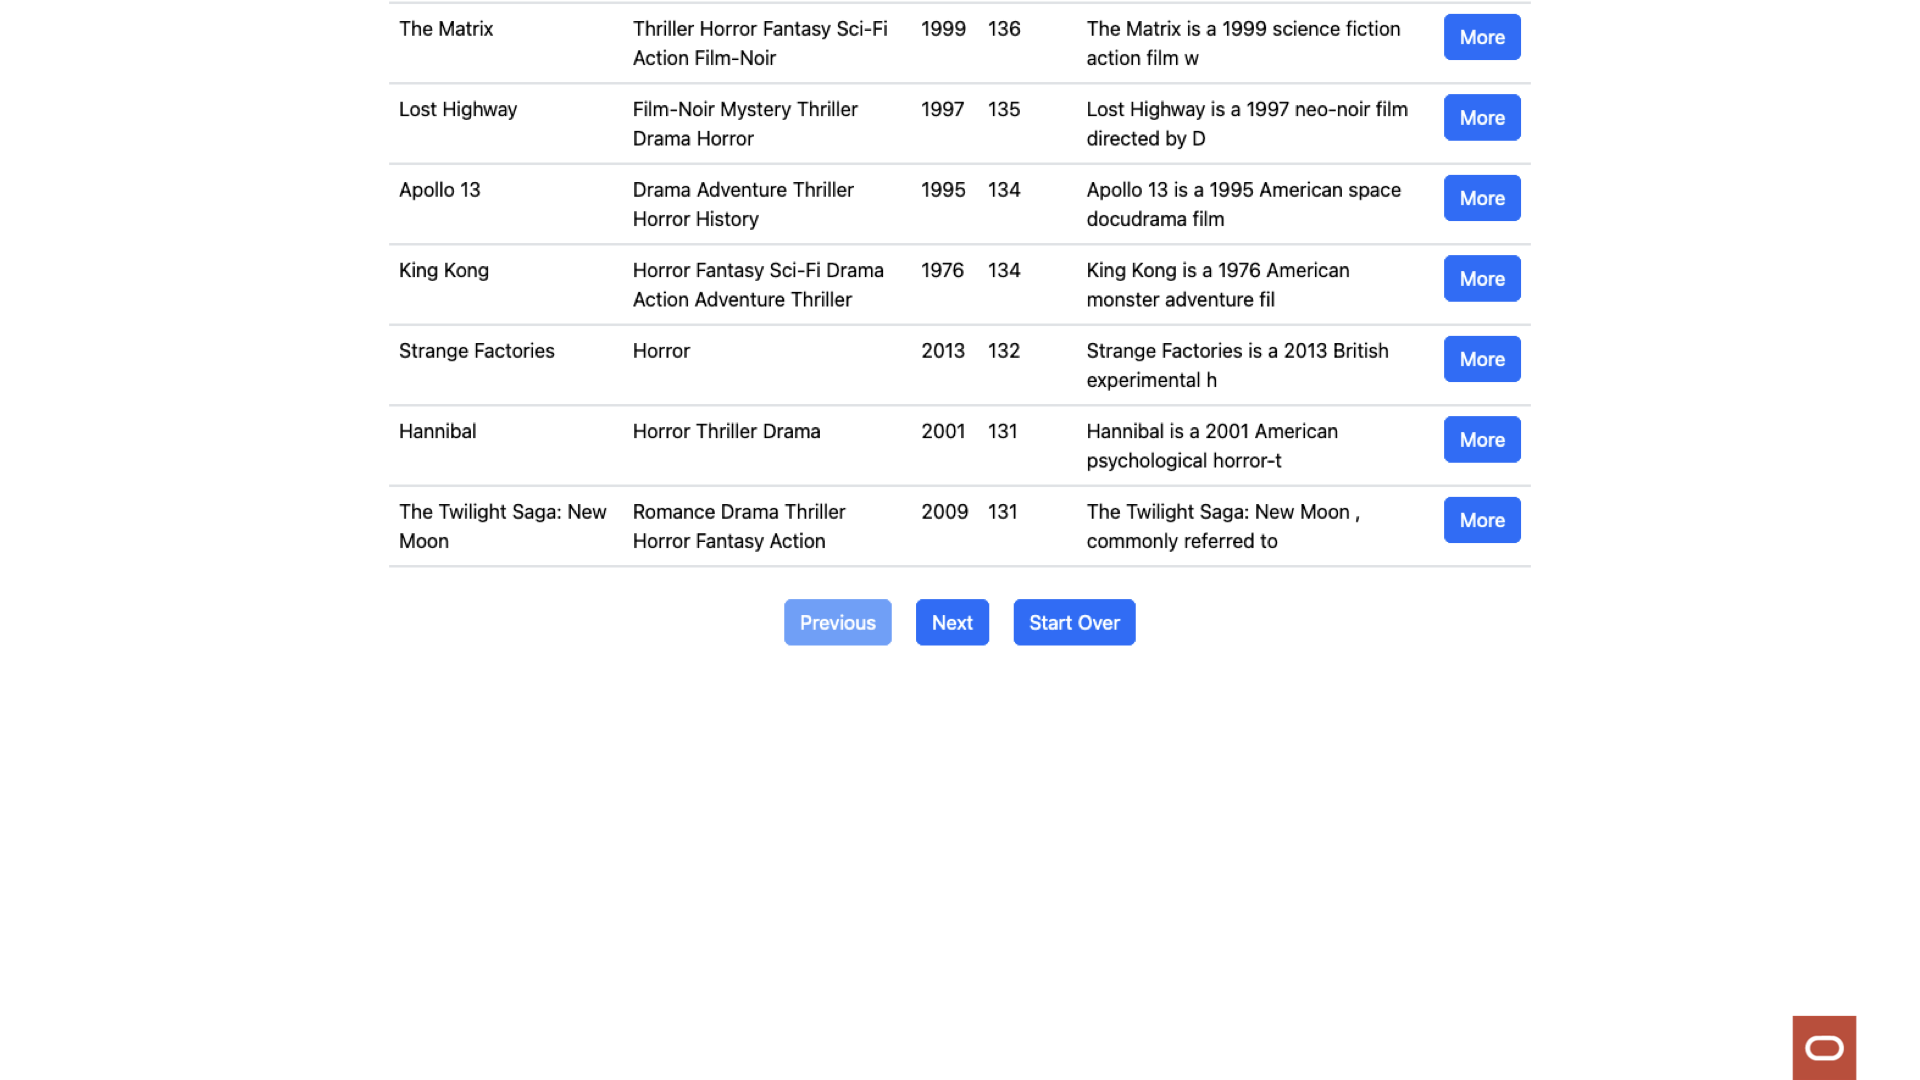 The Matrix Thriller Horror Fantasy Sci-Fi 1999 136 The Matrix is a 1999 science fiction More
Action Film-Noir action film w
Lost Highway Film-Noir Mystery Thriller 1997 135 Lost Highway is a 1997 neo-noir film More
Drama Horror directed by D
Apollo 13 Drama Adventure Thriller 1995 134 Apollo 13 is a 1995 American space More
Horror History docudrama film
King Kong Horror Fantasy Sci-Fi Drama 1976 134 King Kong is a 1976 American More
Action Adventure Thriller monster adventure fil
Strange Factories Horror 2013 132 Strange Factories is a 2013 British More
experimental h
Hannibal Horror Thriller Drama 2001 131 Hannibal is a 2001 American More
psychological horror-t
The Twilight Saga: New Romance Drama Thriller 2009 131 The Twilight Saga: New Moon , More
Moon Horror Fantasy Action commonly referred to
Previous Next Start Over